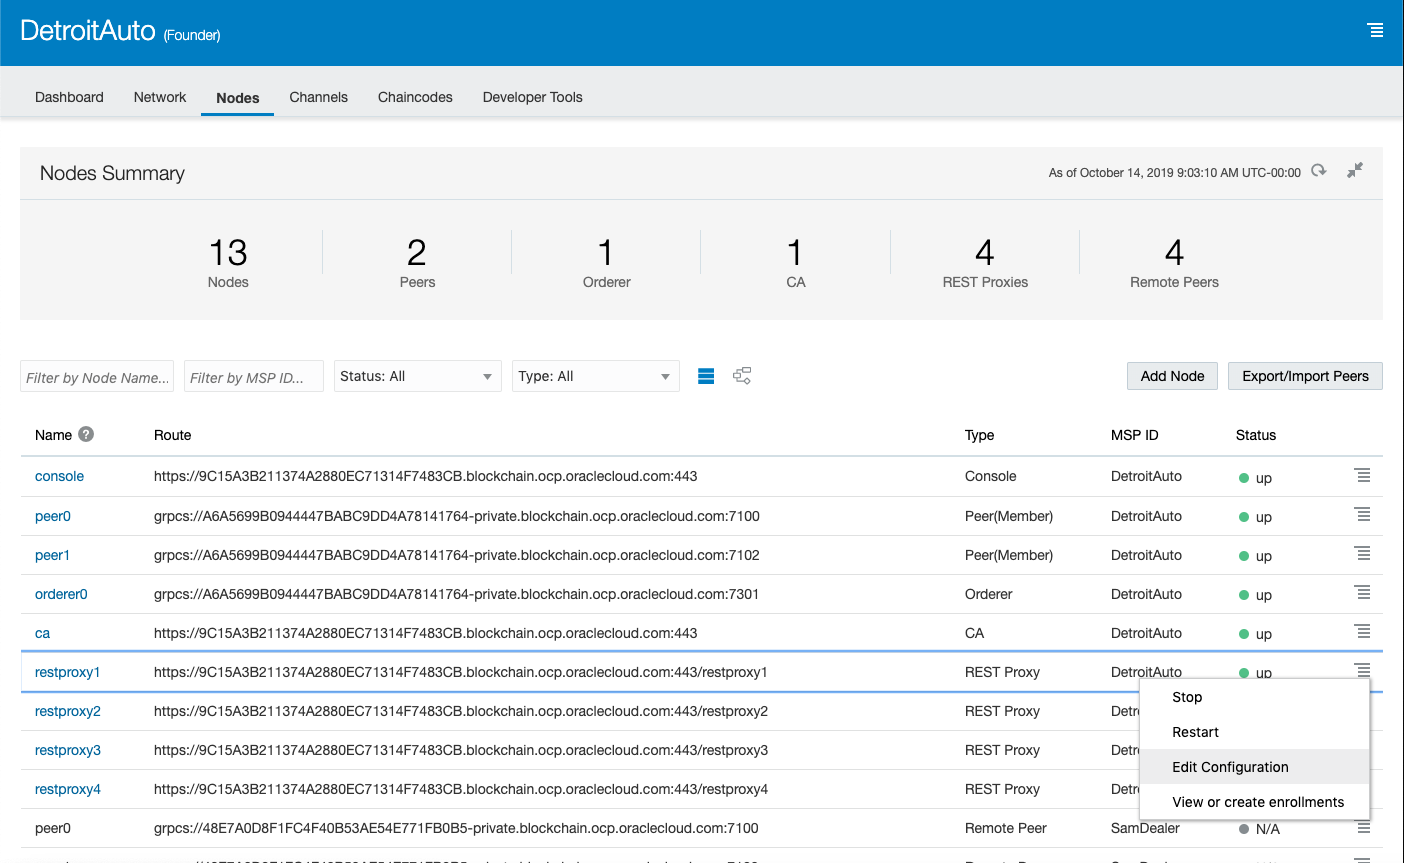 DetroitAuto (Founder)
Dashboard Network Nodes Channels Chaincodes Developer Tools
Nodes Summary As of October 14, 2019 9:03:10 AM UTC-00:00
13 2 1 1 4 4
Nodes Peers Orderer CA REST Proxies Remote Peers
Filter by Node Name... Filter by MSP ID... Status: All Type: All Add Node Export/Import Peers
Name ? Route Type MSP ID Status
console https://9C15A3B211374A2880EC71314F7483CB.blockchain.ocp.oraclecloud.com:443 Console DetroitAuto up
peer0 grpcs://A6A5699B0944447BABC9DD4A78141764-private.blockchain.ocp.oraclecloud.com:7100 Peer(Member) DetroitAuto up
peer1 grpcs://A6A5699B0944447BABC9DD4A78141764-private.blockchain.ocp.oraclecloud.com:7102 Peer(Member) DetroitAuto up
orderer0 grpcs://A6A5699B0944447BABC9DD4A78141764-private.blockchain.ocp.oraclecloud.com:7301 Orderer DetroitAuto up
ca https://9C15A3B211374A2880EC71314F7483CB.blockchain.ocp.oraclecloud.com:443 CA DetroitAuto up
restproxy1 https://9C15A3B211374A2880EC71314F7483CB.blockchain.ocp.oraclecloud.com:443/restproxy1 REST Proxy DetroitAuto up
Stop
restproxy2 https://9C15A3B211374A2880EC71314F7483CB.blockchain.ocp.oraclecloud.com:443/restproxy2 REST Proxy Detr
Restart
restproxy3 https://9C15A3B211374A2880EC71314F7483CB.blockchain.ocp.oraclecloud.com:443/restproxy3 REST Proxy Detr
Edit Configuration
restproxy4 https://9C15A3B211374A2880EC71314F7483CB.blockchain.ocp.oraclecloud.com:443/restproxy4 REST Proxy Detr
View or create enrollments
peer0 grpcs://48E7A0D8F1FC4F40B53AE54E771FB0B5-private.blockchain.ocp.oraclecloud.com:7100 Remote Peer SamDealer N/A